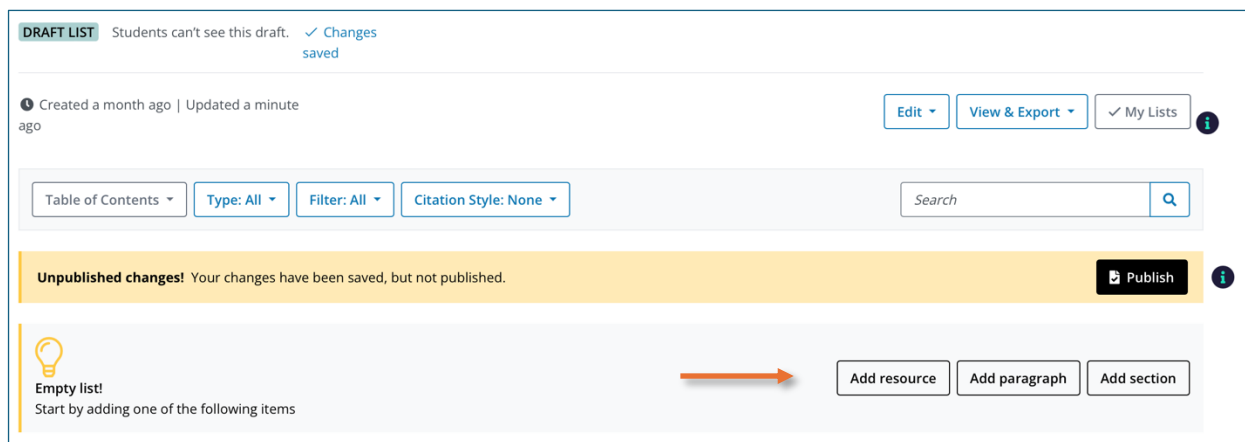 DRAFT LIST Students can’t see this draft. ✓ Changes
saved
Created a month ago | Updated a minute
ago
Edit View & Export ✓ My Lists
i
Table of Contents Type: All Filter: All Citation Style: None Search
Unpublished changes! Your changes have been saved, but not published. Publish
i
Empty list!
Start by adding one of the following items
Add resource Add paragraph Add section